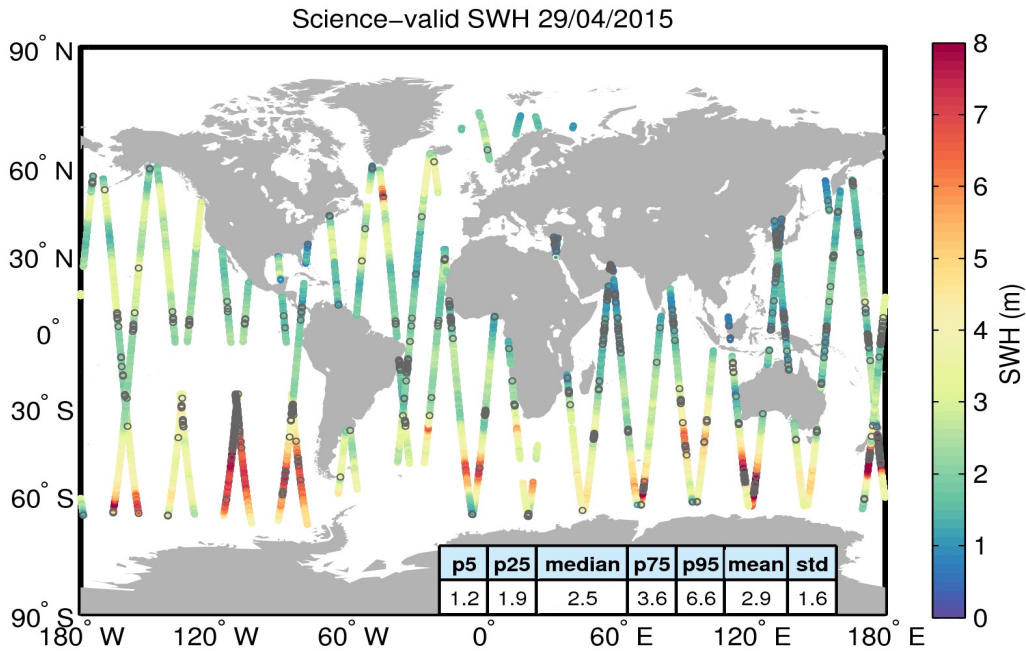 Science−valid SWH 29/04/2015
90° N
60° N
30° N
0°
30° S
60° S
90° S
180° W
120° W
60° W
0°
60° E
120° E
180° E
p5 p25 median p75 p95 mean std
1.2 1.9 2.5 3.6 6.6 2.9 1.6
8
7
6
5
4
3
2
1
0
SWH (m)